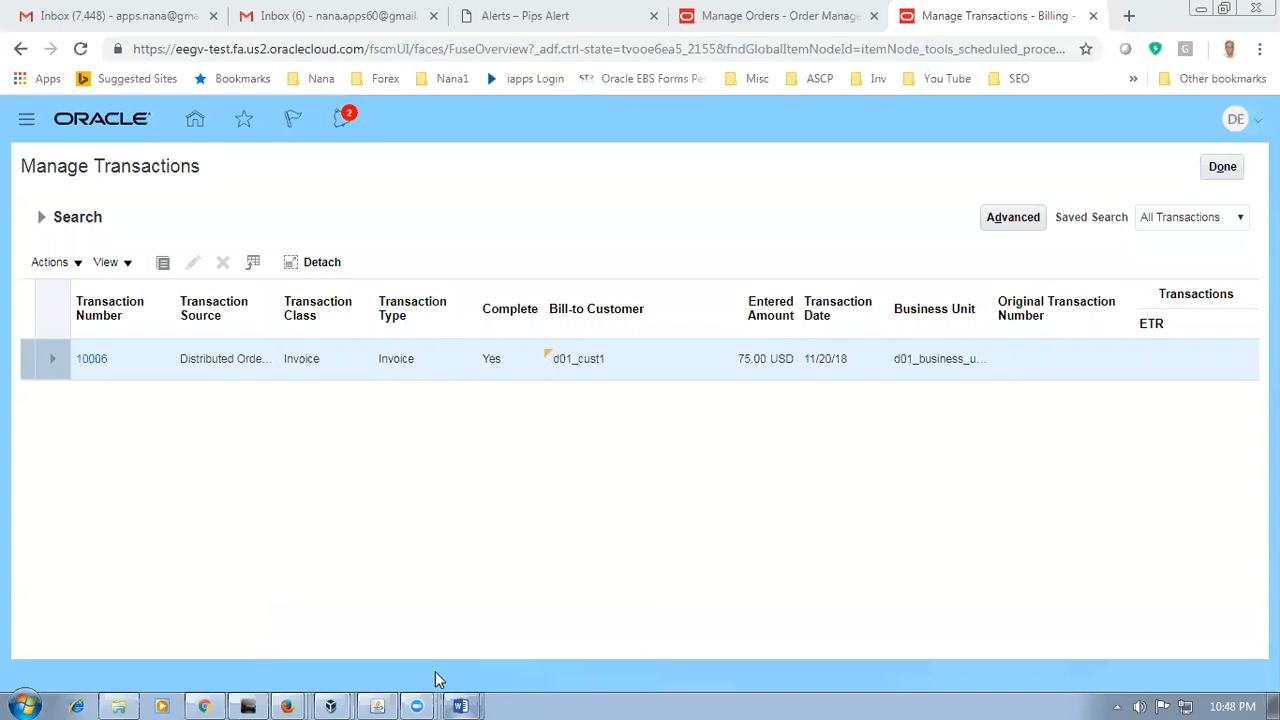 Inbox (7,448) - apps.nana@gma
Inbox (6) - nana.apps60@gmail.
Alerts – Pips Alert
Manage Orders - Order Manage
Manage Transactions - Billing -
https://eegv-test.fa.us2.oraclecloud.com/fscmUI/faces/FuseOverview?_adf.ctrl-state=tvooe6ea5_21558&fndGlobalItemNodeId=itemNode_tools_scheduled_proce...
G
Apps
Suggested Sites
Bookmarks
Nana
Forex
Nana1
iapps Login
Oracle EBS Forms Pe
Misc
ASCP
Inv
You Tube
SEO
»
Other bookmarks
ORACLE
2
DE
Manage Transactions
Done
Search
Advanced
Saved Search
All Transactions
Actions
View
Detach
Transaction Number
Transaction Source
Transaction Class
Transaction Type
Complete
Bill-to Customer
Entered Amount
Transaction Date
Business Unit
Original Transaction Number
Transactions
ETR
10006
Distributed Orde...
Invoice
Invoice
Yes
d01_cust1
75.00 USD
11/20/18
d01_business_u...
10:48 PM